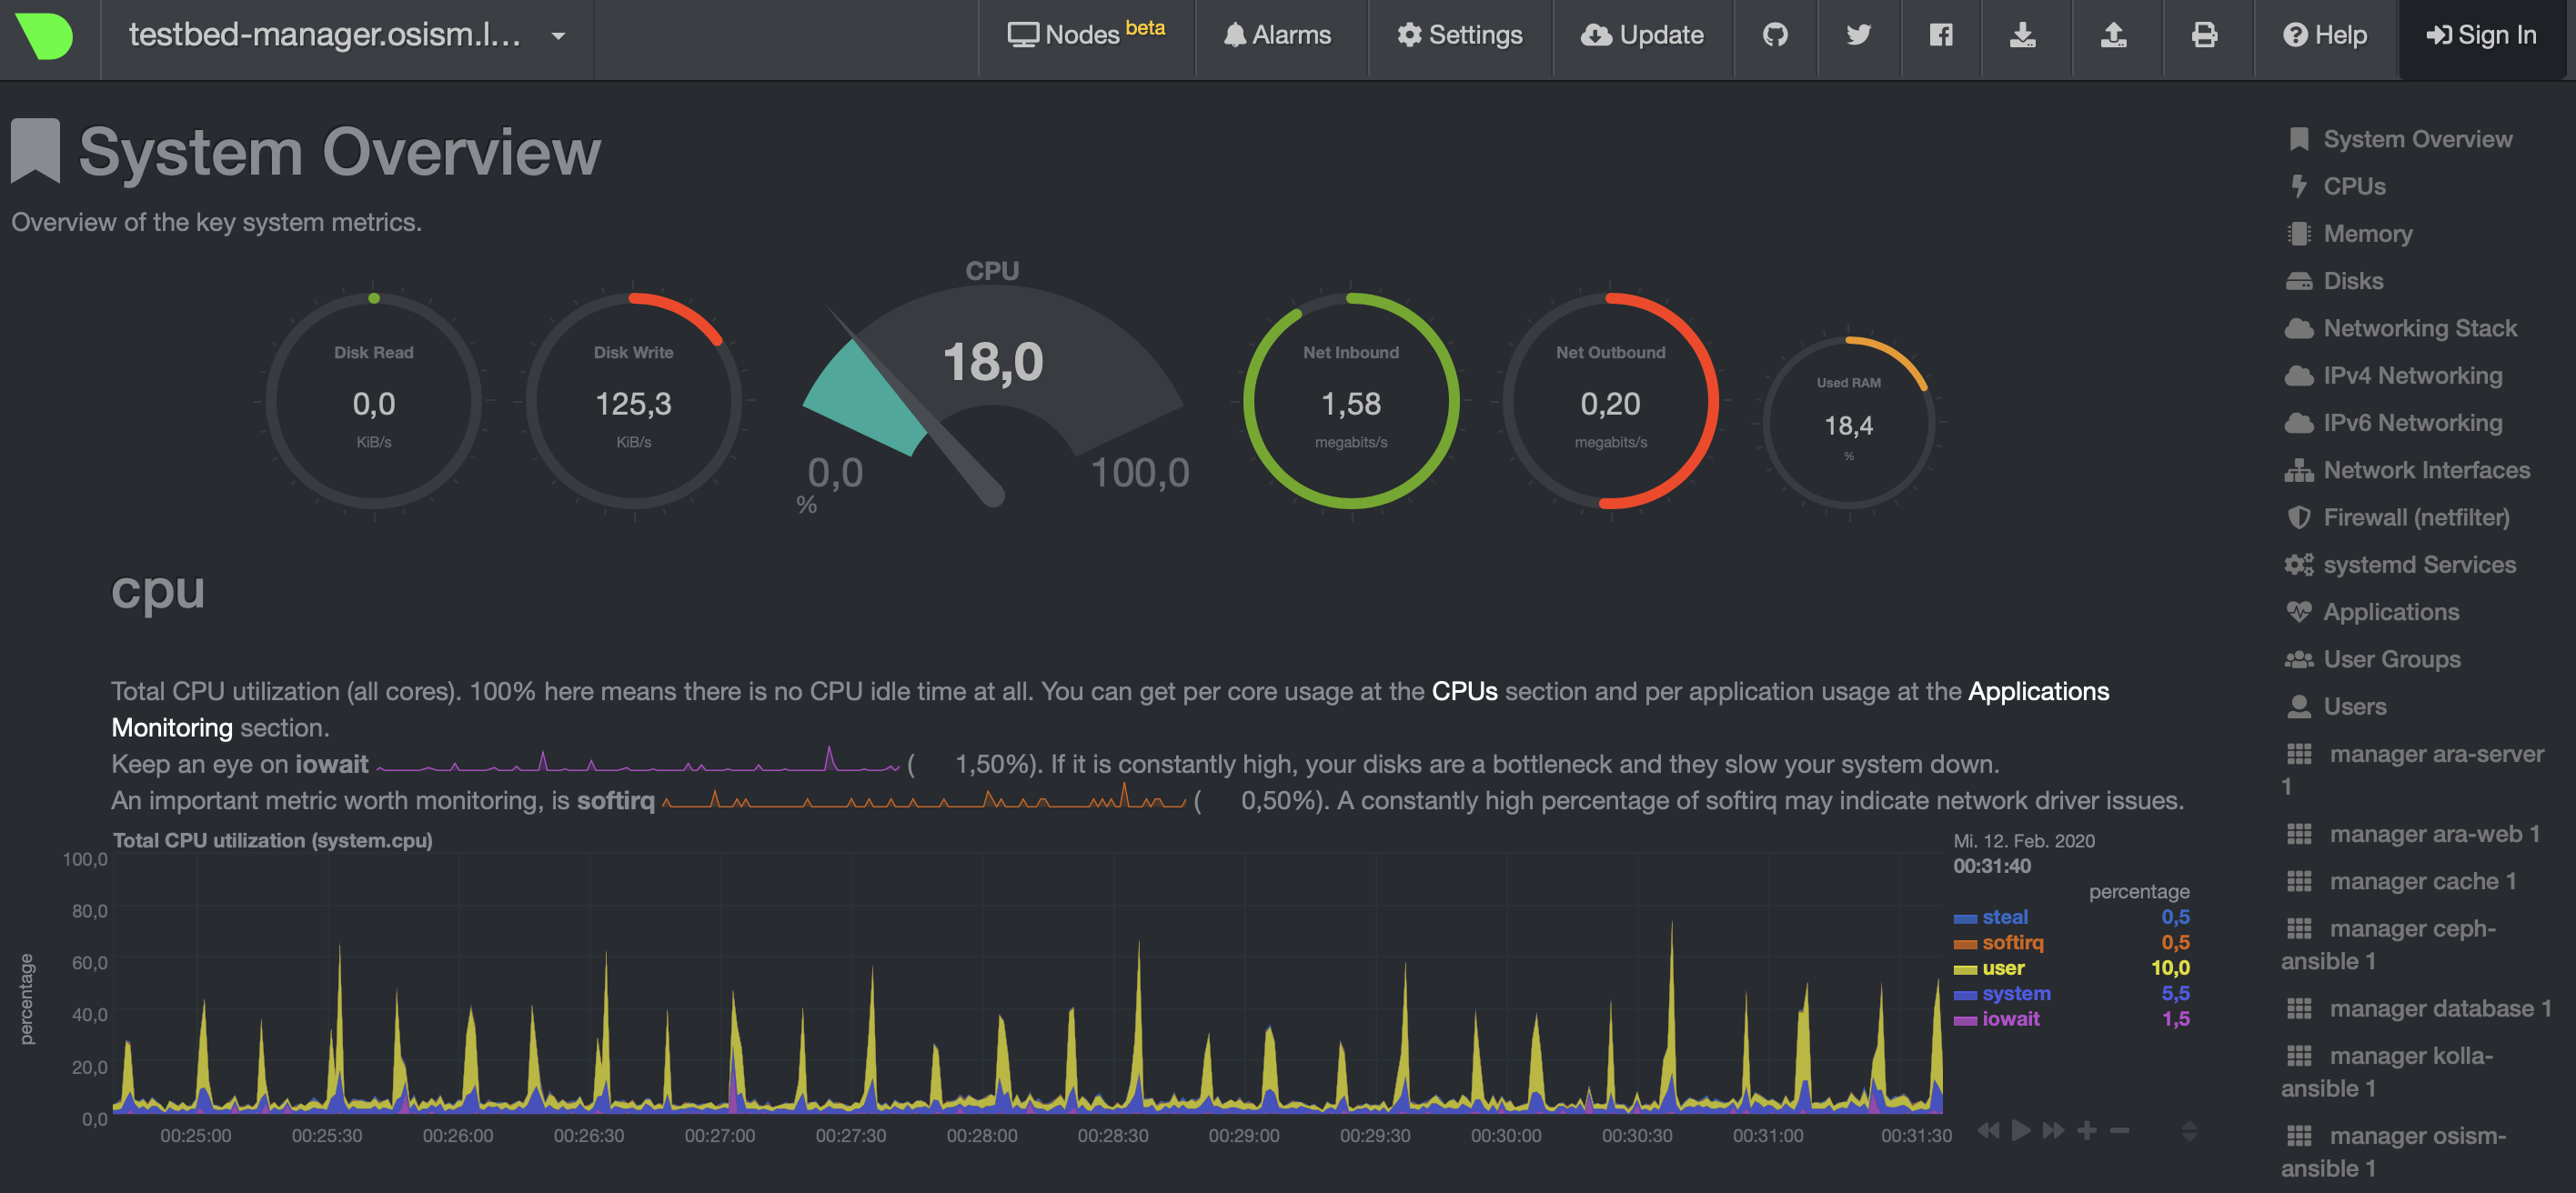 testbed-manager.osism.l...
Nodes beta
Alarms
Settings
Update
Help
Sign In
System Overview
Overview of the key system metrics.
Disk Read
0,0
KiB/s
Disk Write
125,3
KiB/s
CPU
18,0
0,0
100,0
%
Net Inbound
1,58
megabits/s
Net Outbound
0,20
megabits/s
Used RAM
18,4
%
cpu
Total CPU utilization (all cores). 100% here means there is no CPU idle time at all. You can get per core usage at the CPUs section and per application usage at the Applications
Monitoring section.
Keep an eye on iowait ( 1,50%). If it is constantly high, your disks are a bottleneck and they slow your system down.
An important metric worth monitoring, is softirq ( 0,50%). A constantly high percentage of softirq may indicate network driver issues.
Total CPU utilization (system.cpu)
percentage
100,0
80,0
60,0
40,0
20,0
0,0
00:25:00
00:25:30
00:26:00
00:26:30
00:27:00
00:27:30
00:28:00
00:28:30
00:29:00
00:29:30
00:30:00
00:30:30
00:31:00
00:31:30
Mi. 12. Feb. 2020
00:31:40
percentage
steal 0,5
softirq 0,5
user 10,0
system 5,5
iowait 1,5
System Overview
CPUs
Memory
Disks
Networking Stack
IPv4 Networking
IPv6 Networking
Network Interfaces
Firewall (netfilter)
systemd Services
Applications
User Groups
Users
manager ara-server
1
manager ara-web 1
manager cache 1
manager ceph-
ansible 1
manager database 1
manager kolla-
ansible 1
manager osism-
ansible 1